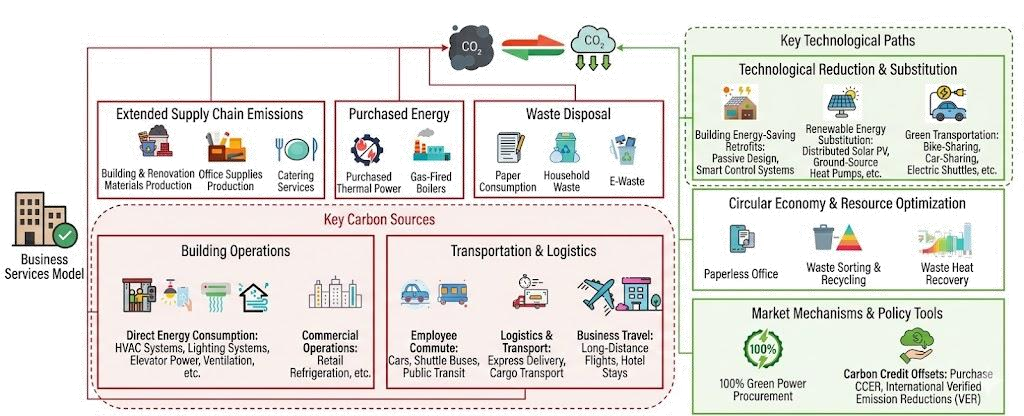 CO₂
CO₂
Key Technological Paths
Technological Reduction & Substitution
Building Energy-Saving
Retrofits:
Passive Design,
Smart Control Systems
Renewable Energy
Substitution:
Distributed Solar PV,
Ground-Source
Heat Pumps, etc.
Green Transportation:
Bike-Sharing,
Car-Sharing,
Electric Shuttles, etc.
Extended Supply Chain Emissions
Building & Renovation
Materials Production
Office Supplies
Production
Catering
Services
Purchased Energy
Purchased
Thermal Power
Gas-Fired
Boilers
Waste Disposal
Paper
Consumption
Household
Waste
E-Waste
Business
Services Model
Key Carbon Sources
Building Operations
Direct Energy Consumption:
HVAC Systems, Lighting Systems,
Elevator Power, Ventilation,
etc.
Commercial
Operations:
Retail
Refrigeration, etc.
Transportation & Logistics
Employee
Commute:
Cars, Shuttle Buses,
Public Transit
Logistics &
Transport:
Express Delivery,
Cargo Transport
Business Travel:
Long-Distance
Flights, Hotel
Stays
Circular Economy & Resource Optimization
Paperless Office
Waste Sorting &
Recycling
Waste Heat
Recovery
Market Mechanisms & Policy Tools
100%
100% Green Power
Procurement
Carbon Credit Offsets: Purchase
CCER, International Verified
Emission Reductions (VER)